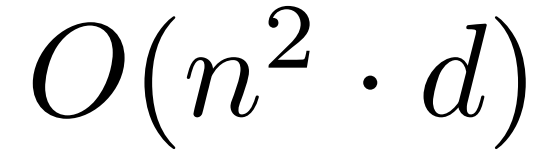 O(n² · d)